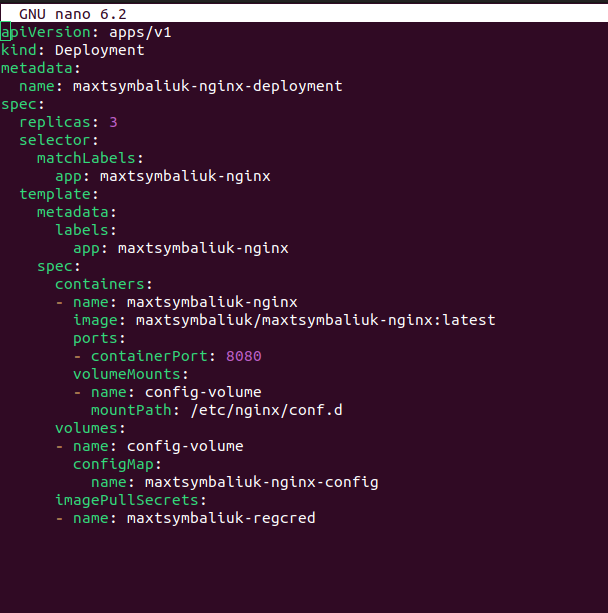 GNU nano 6.2
apiVersion: apps/v1
kind: Deployment
metadata:
  name: maxtsymbaliuk-nginx-deployment
spec:
  replicas: 3
  selector:
    matchLabels:
      app: maxtsymbaliuk-nginx
  template:
    metadata:
      labels:
        app: maxtsymbaliuk-nginx
    spec:
      containers:
      - name: maxtsymbaliuk-nginx
        image: maxtsymbaliuk/maxtsymbaliuk-nginx:latest
        ports:
        - containerPort: 8080
        volumeMounts:
        - name: config-volume
          mountPath: /etc/nginx/conf.d
      volumes:
      - name: config-volume
        configMap:
          name: maxtsymbaliuk-nginx-config
      imagePullSecrets:
      - name: maxtsymbaliuk-regcred